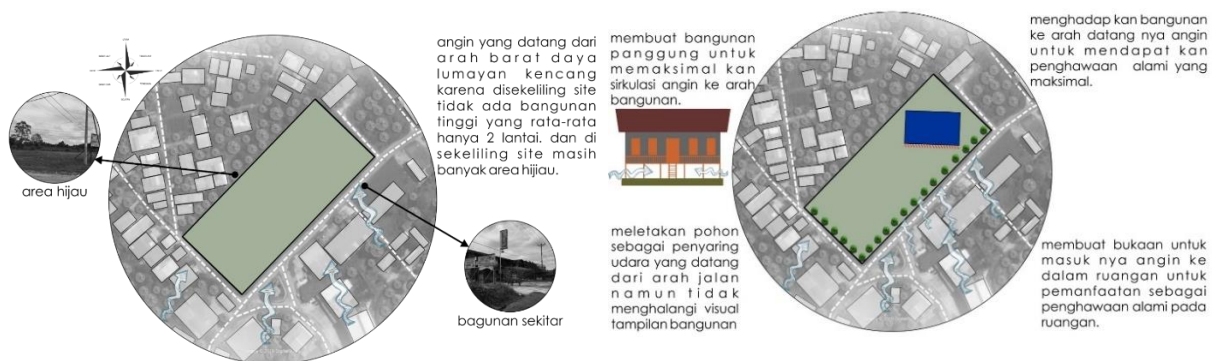 area hijau
bagunan sekitar
angin yang datang dari
arah barat daya
lumayan kencang
karena disekeliling site
tidak ada bangunan
tinggi yang rata-rata
hanya 2 lantai. dan di
sekeliling site masih
banyak area hijiau.
membuat bangunan
panggung untuk
memaksimal kan
sirkulasi angin ke arah
bangunan.
meletakan pohon
sebagai penyaring
udara yang datang
dari arah jalan
namun tidak
menghalangi visual
tampilan bangunan
menghadap kan bangunan
ke arah datang nya angin
untuk mendapat kan
penghawaan alami yang
maksimal.
membuat bukaan untuk
masuk nya angin ke
dalam ruangan untuk
pemanfaatan sebagai
penghawaan alami pada
ruangan.